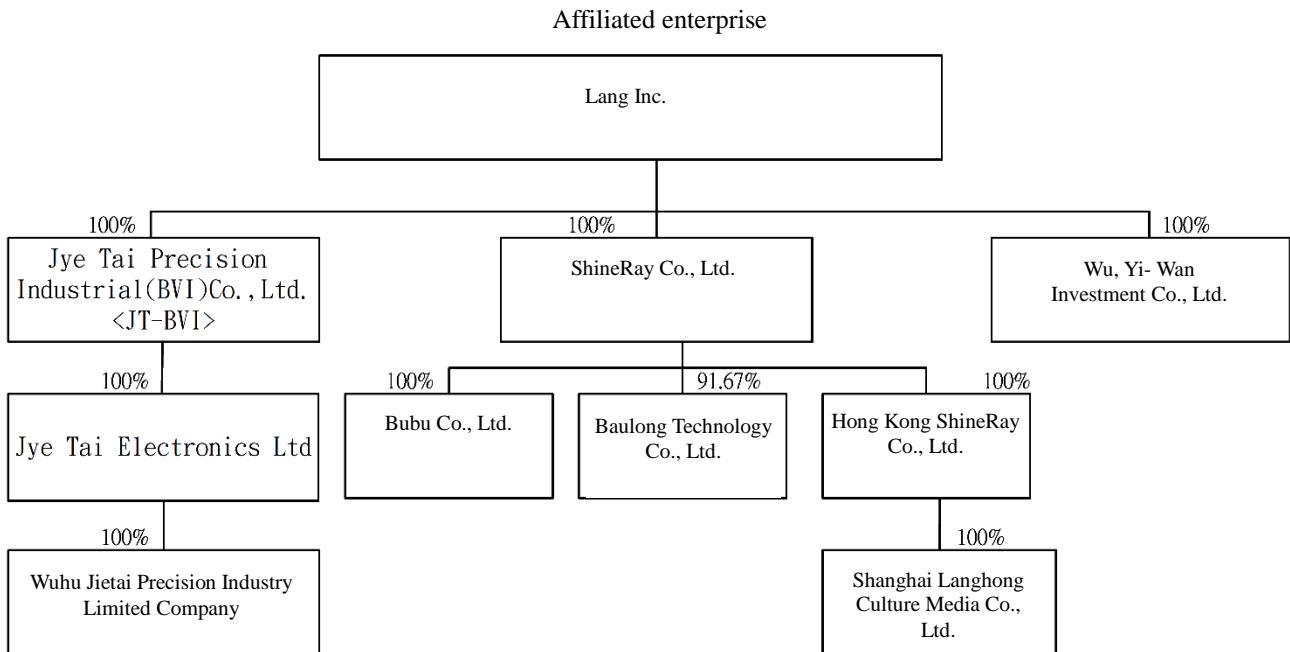 Affiliated enterprise
Lang Inc.
100%
100%
100%
Jye Tai Precision
Industrial(BVI)Co.,Ltd.
<JT-BVI>
ShineRay Co., Ltd.
Wu, Yi- Wan
Investment Co., Ltd.
100%
100%
91.67%
100%
Jye Tai Electronics Ltd
Bubu Co., Ltd.
Baulong Technology
Co., Ltd.
Hong Kong ShineRay
Co., Ltd.
100%
100%
Wuhu Jietai Precision Industry
Limited Company
Shanghai Langhong
Culture Media Co.,
Ltd.